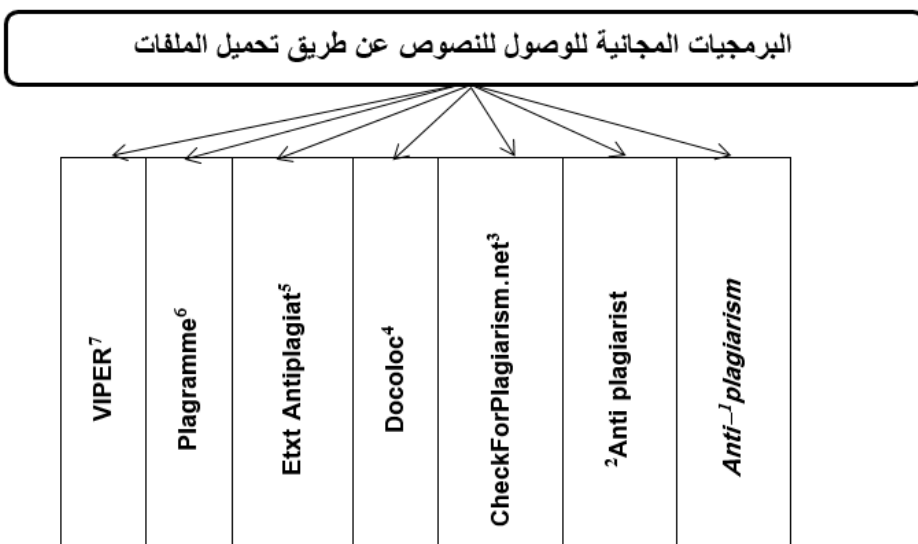 البرمجيات المجانية للوصول للنصوص عن طريق تحميل الملفات
Anti–¹plagiarism
²Anti plagiarist
CheckForPlagiarism.net³
Docoloc⁴
Etxt Antiplagiat⁵
Plagramme⁶
VIPER⁷